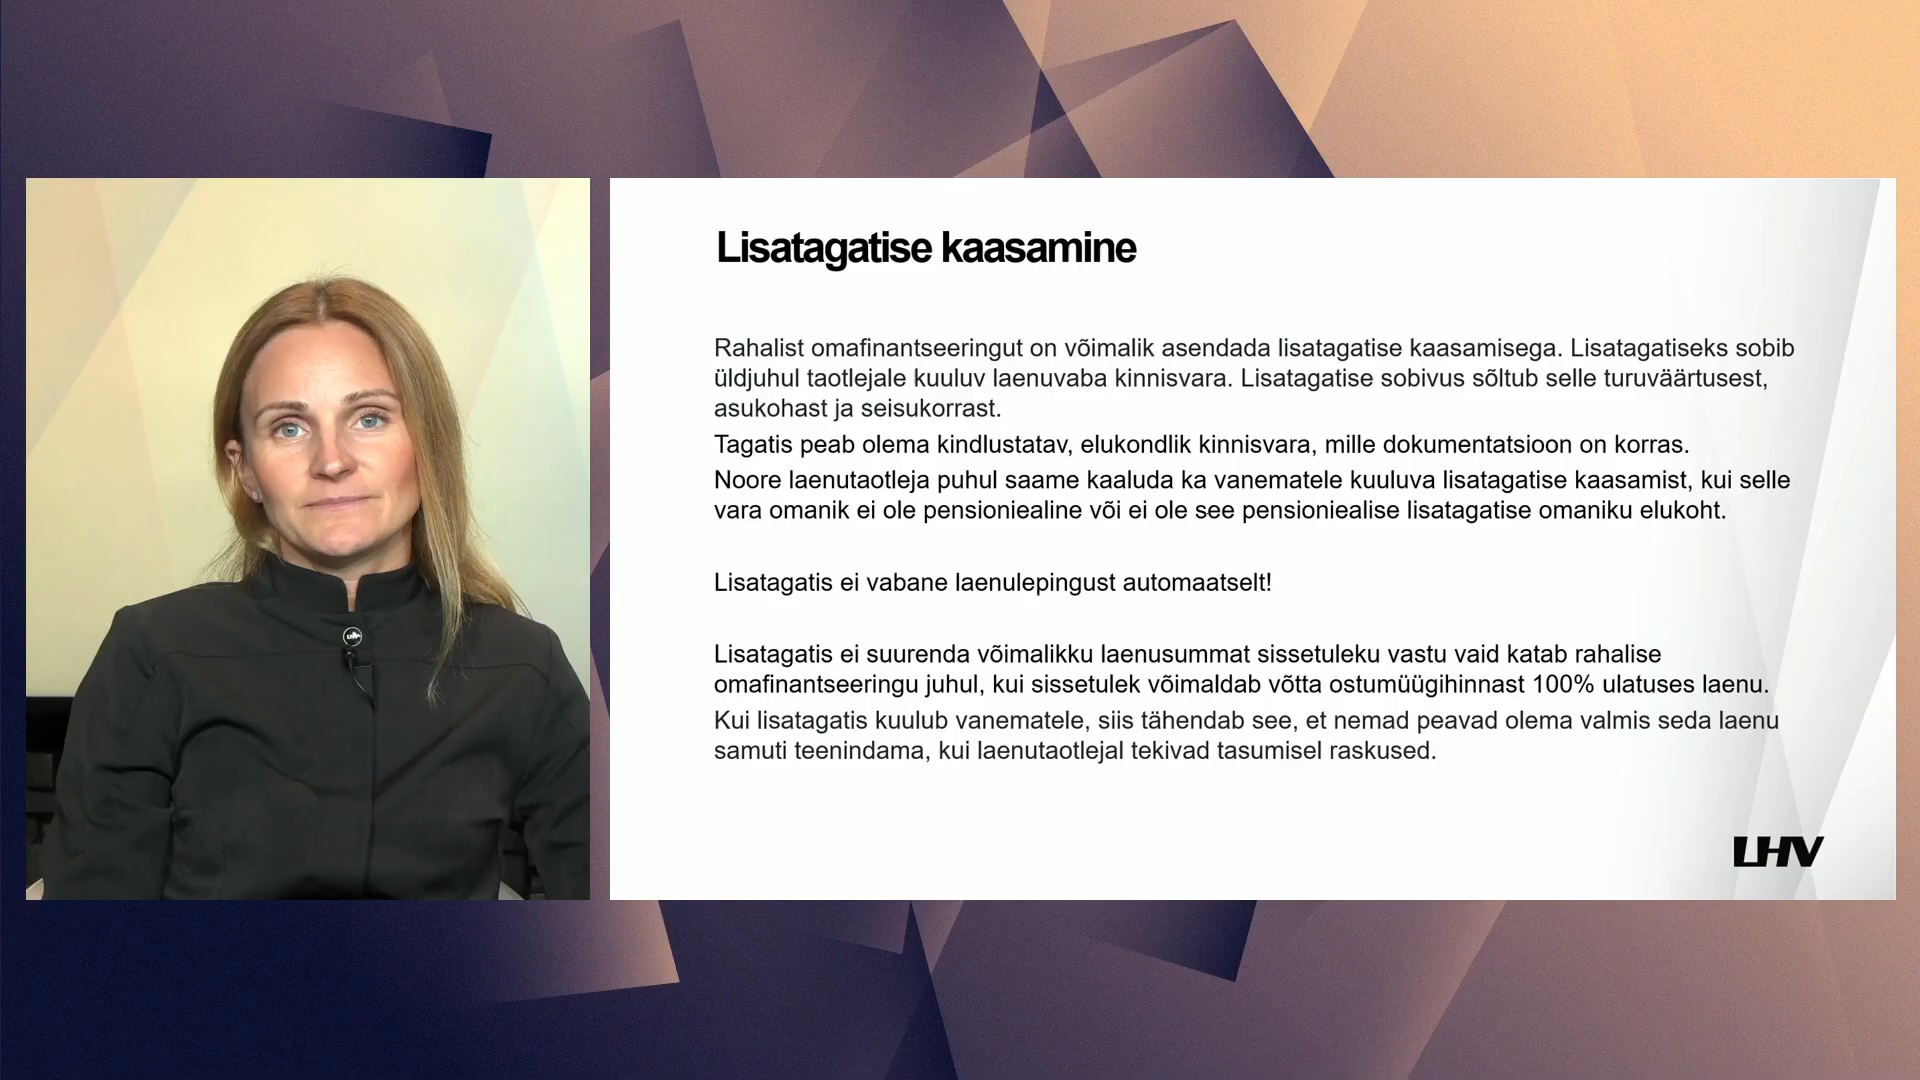 Lisatagatise kaasamine
Rahalist omafinantseeringut on võimalik asendada lisatagatise kaasamisega. Lisatagatiseks sobib
üldjuhul taotlejale kuuluv laenuvaba kinnisvara. Lisatagatise sobivus sõltub selle turuväärtusest,
asukohast ja seisukorrast.
Tagatis peab olema kindlustatav, elukondlik kinnisvara, mille dokumentatsioon on korras.
Noore laenutaotleja puhul saame kaaluda ka vanematele kuuluva lisatagatise kaasamist, kui selle
vara omanik ei ole pensioniealine või ei ole see pensioniealise lisatagatise omaniku elukoht.
Lisatagatis ei vabane laenulepingust automaatselt!
Lisatagatis ei suurenda võimalikku laenusummat sissetuleku vastu vaid katab rahalise
omafinantseeringu juhul, kui sissetulek võimaldab võtta ostumüügihinnast 100% ulatuses laenu.
Kui lisatagatis kuulub vanematele, siis tähendab see, et nemad peavad olema valmis seda laenu
samuti teenindama, kui laenutaotlejal tekivad tasumisel raskused.
LHV